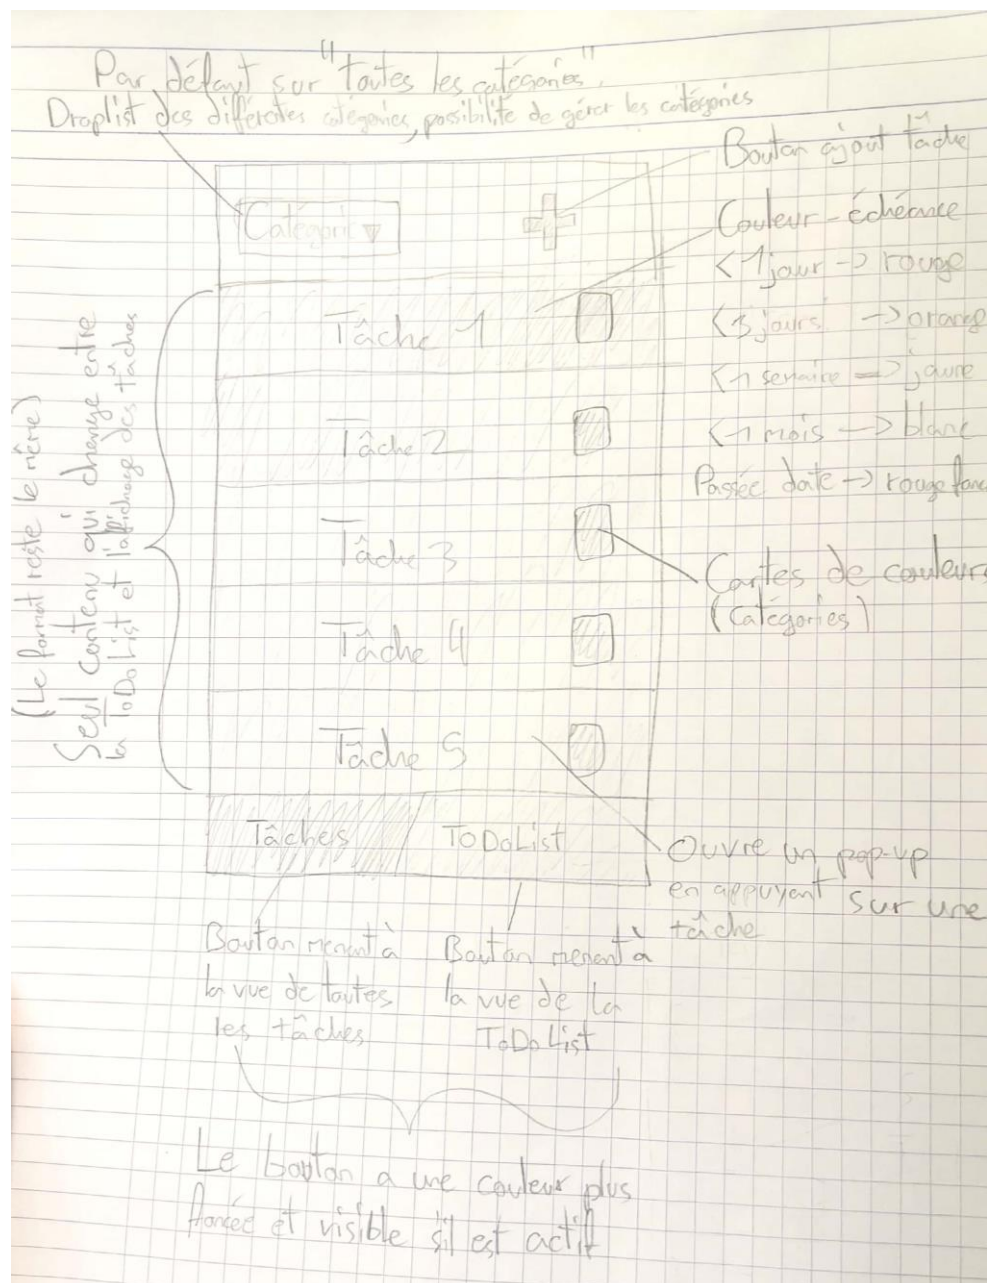 Par défaut sur "toutes les catégories"
Droplist des différentes catégories, possibilité de gérer les catégories
Catégorie ▼
Bouton ajout tâche
Couleur - échéance
< 1 jour -> rouge
< 3 jours -> orange
< 1 semaine => jaune
< 1 mois -> blanc
Passée date -> rouge fonc
Tâche 1
Tâche 2
Tâche 3
Tâche 4
Tâche 5
Cartes de couleurs
(Catégories)
(Le format reste le même)
Seul contenu qui change entre
la ToDoList et l'affichage des tâches
Tâches
ToDoList
Ouvre un pop-up
en appuyant sur une
tâche
Bouton menant à
la vue de toutes
les tâches
Bouton menant à
la vue de la
ToDoList
Le bouton a une couleur plus
foncée et visible s'il est actif